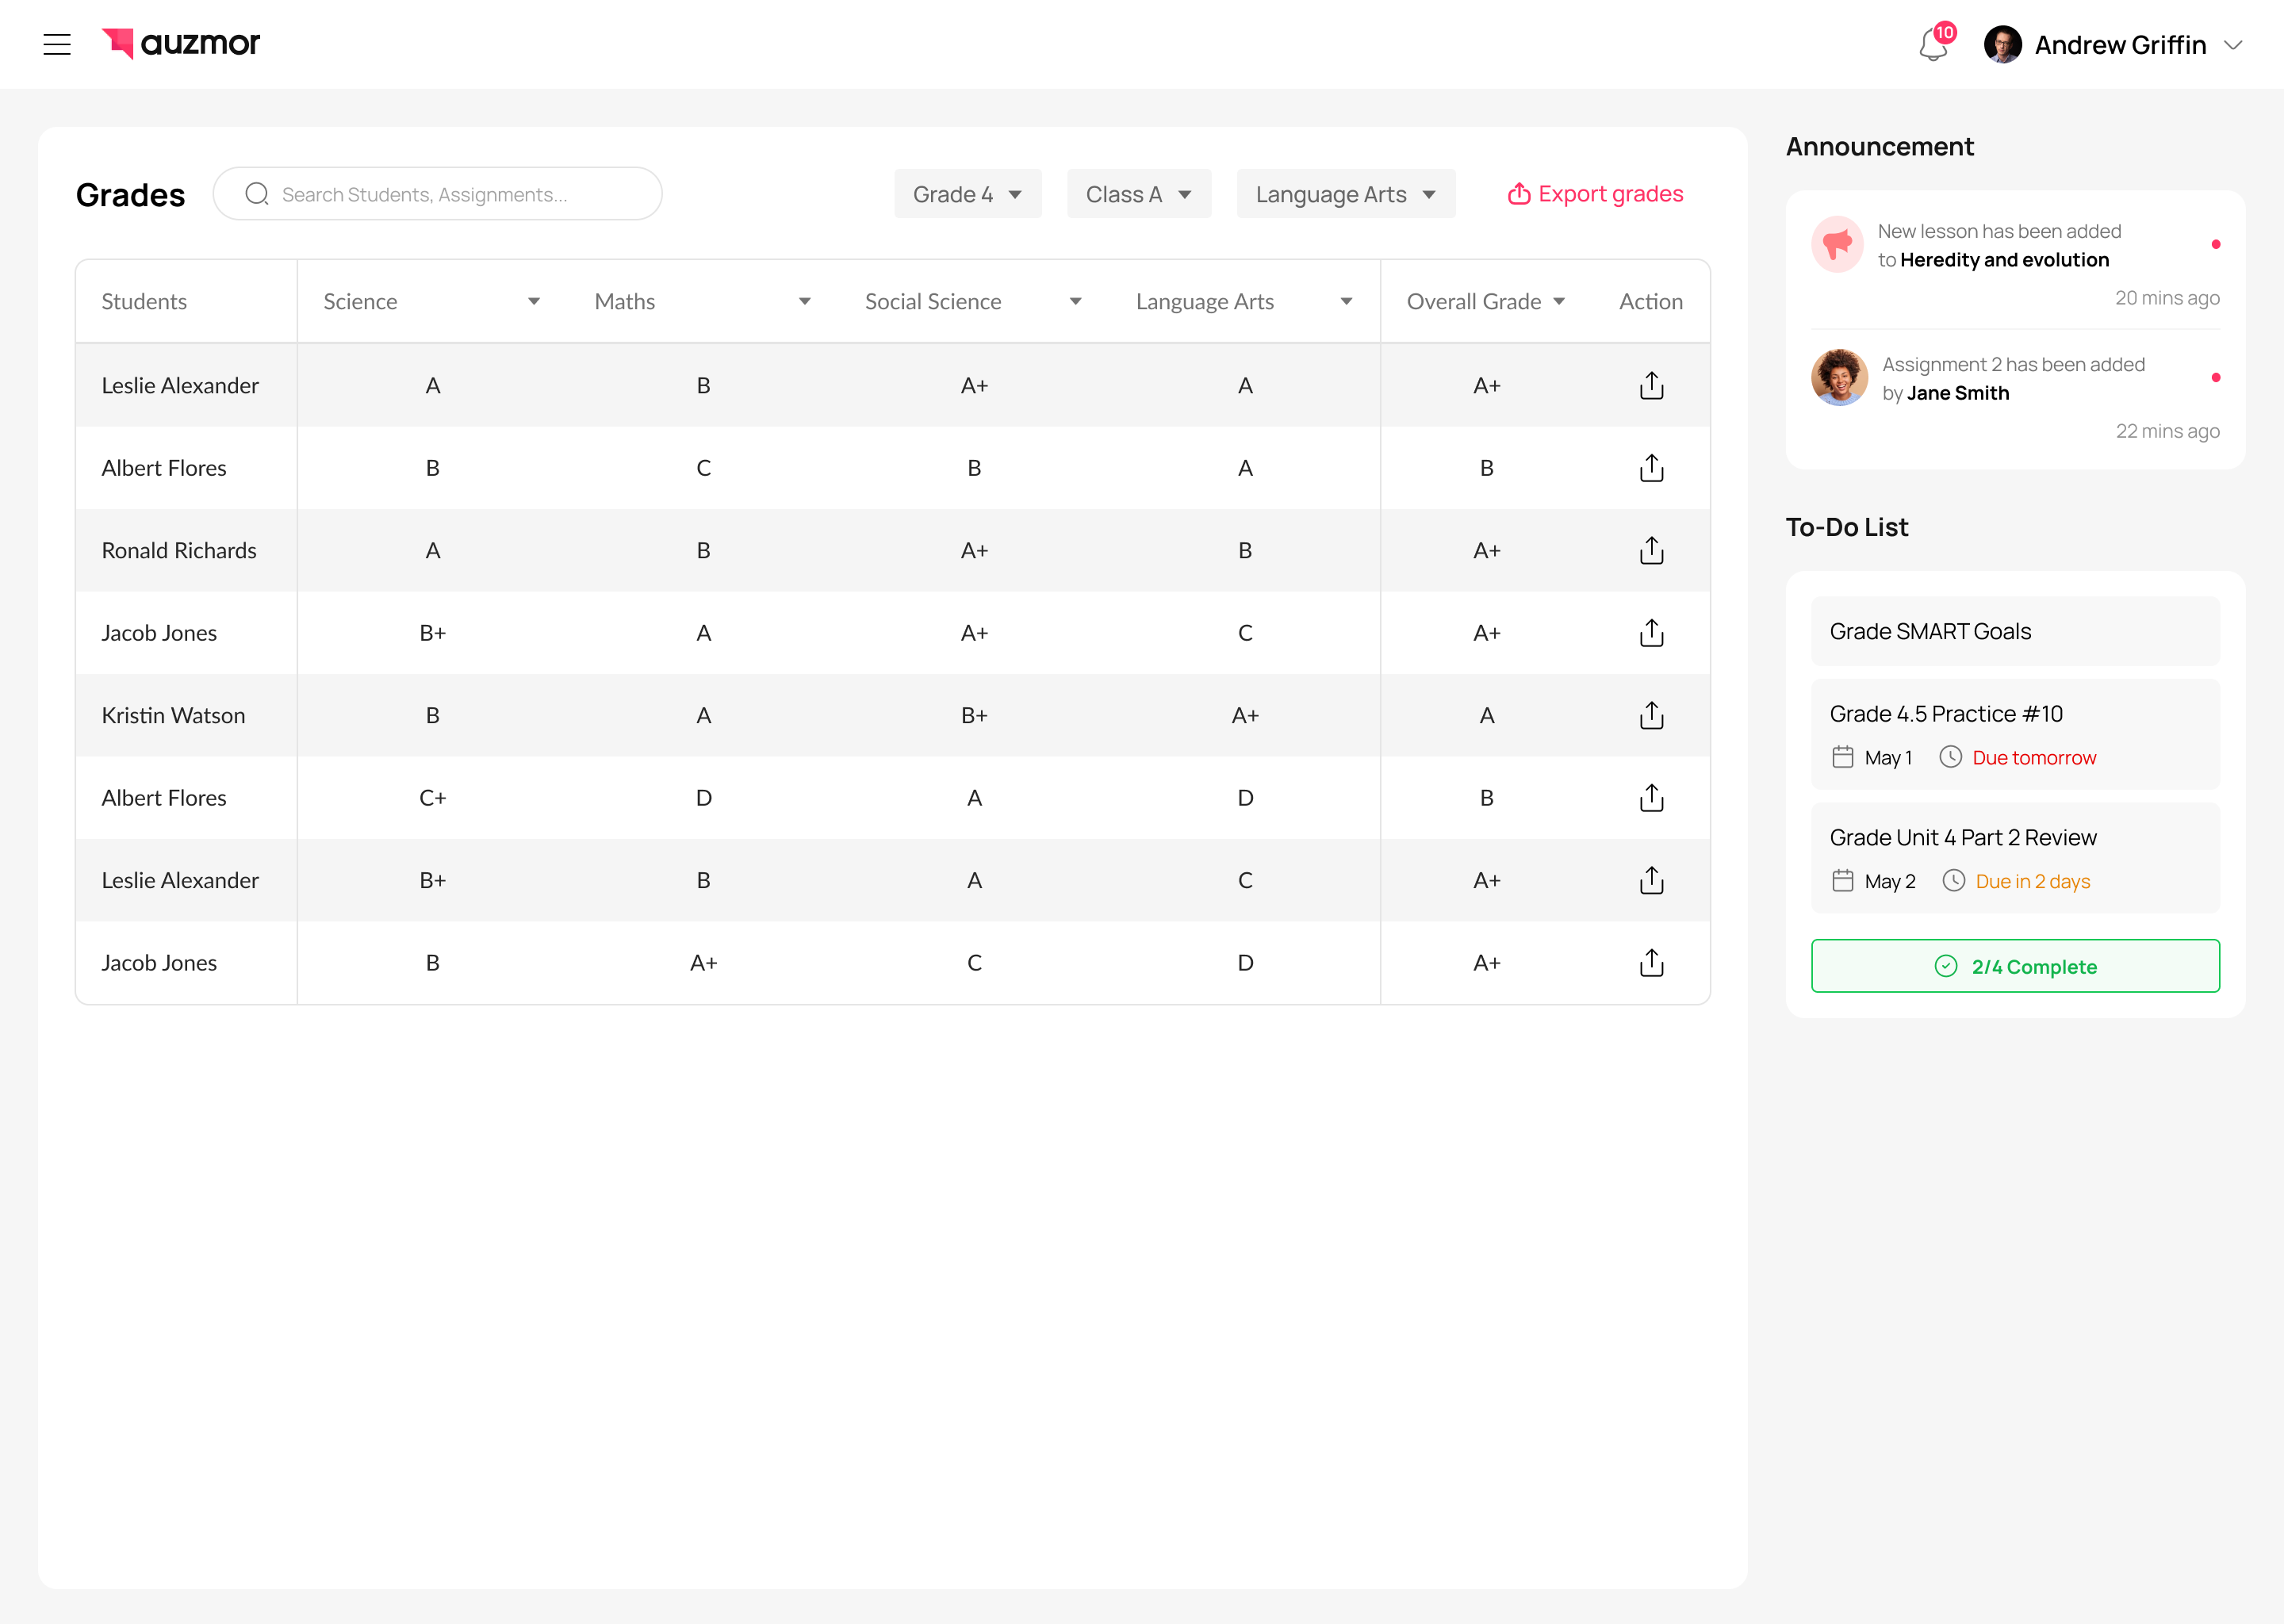 auzmor
10
Andrew Griffin
Grades
Search Students, Assignments...
Grade 4
Class A
Language Arts
Export grades
Students Science Maths Social Science Language Arts Overall Grade Action
Leslie Alexander A B A+ A A+
Albert Flores B C B A B
Ronald Richards A B A+ B A+
Jacob Jones B+ A A+ C A+
Kristin Watson B A B+ A+ A
Albert Flores C+ D A D B
Leslie Alexander B+ B A C A+
Jacob Jones B A+ C D A+
Announcement
New lesson has been added
to Heredity and evolution
20 mins ago
Assignment 2 has been added
by Jane Smith
22 mins ago
To-Do List
Grade SMART Goals
Grade 4.5 Practice #10
May 1 Due tomorrow
Grade Unit 4 Part 2 Review
May 2 Due in 2 days
2/4 Complete